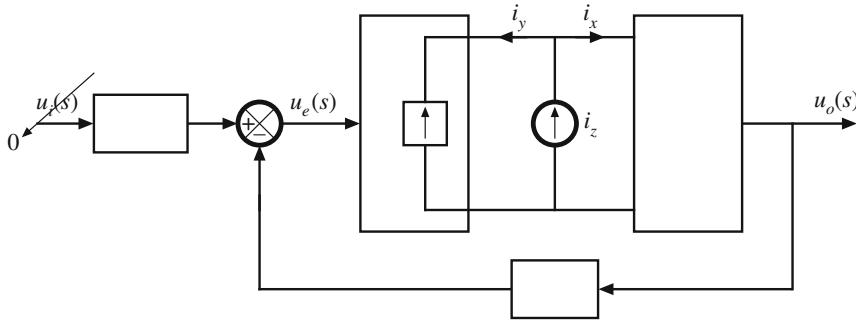 i_y i_x
u_i(s) u_e(s) u_o(s)
+ −
i_z
0